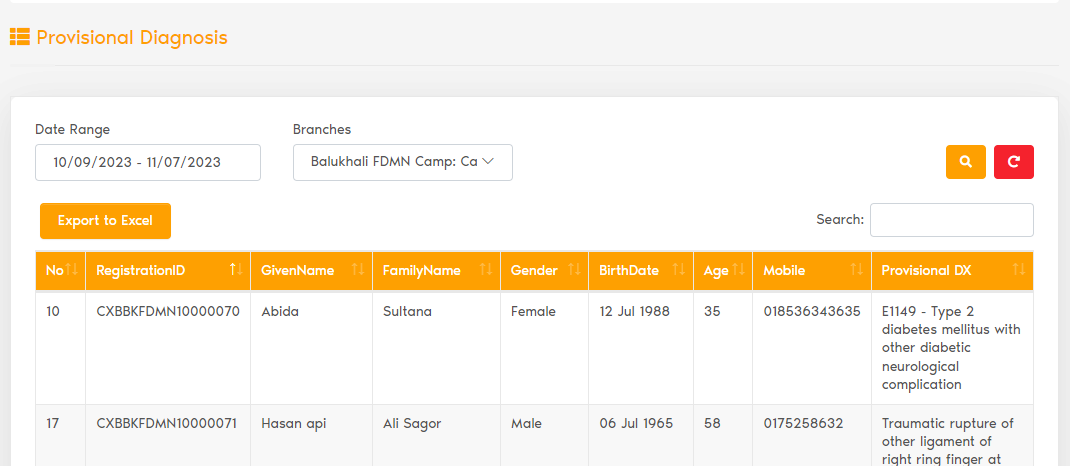 Provisional Diagnosis
Date Range
Branches
10/09/2023 - 11/07/2023
Balukhali FDMN Camp: Ca
Export to Excel
Search:
No RegistrationID GivenName FamilyName Gender BirthDate Age Mobile Provisional DX
10 CXBBKFDMN10000070 Abida Sultana Female 12 Jul 1988 35 018536343635 E1149 - Type 2
diabetes mellitus with
other diabetic
neurological
complication
17 CXBBKFDMN10000071 Hasan api Ali Sagor Male 06 Jul 1965 58 0175258632 Traumatic rupture of
other ligament of
right ring finger at